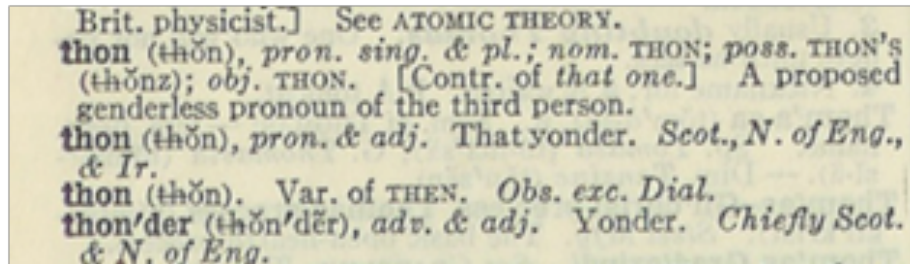 Brit. physicist.] See ATOMIC THEORY.
thon (thŏn), pron. sing. & pl.; nom. THON; poss. THON'S
(thŏnz); obj. THON. [Contr. of that one.] A proposed
genderless pronoun of the third person.
thon (thŏn), pron. & adj. That yonder. Scot., N. of Eng.,
& Ir.
thon (thŏn). Var. of THEN. Obs. exc. Dial.
thon'der (thŏn'dẽr), adv. & adj. Yonder. Chiefly Scot.
& N. of Eng.